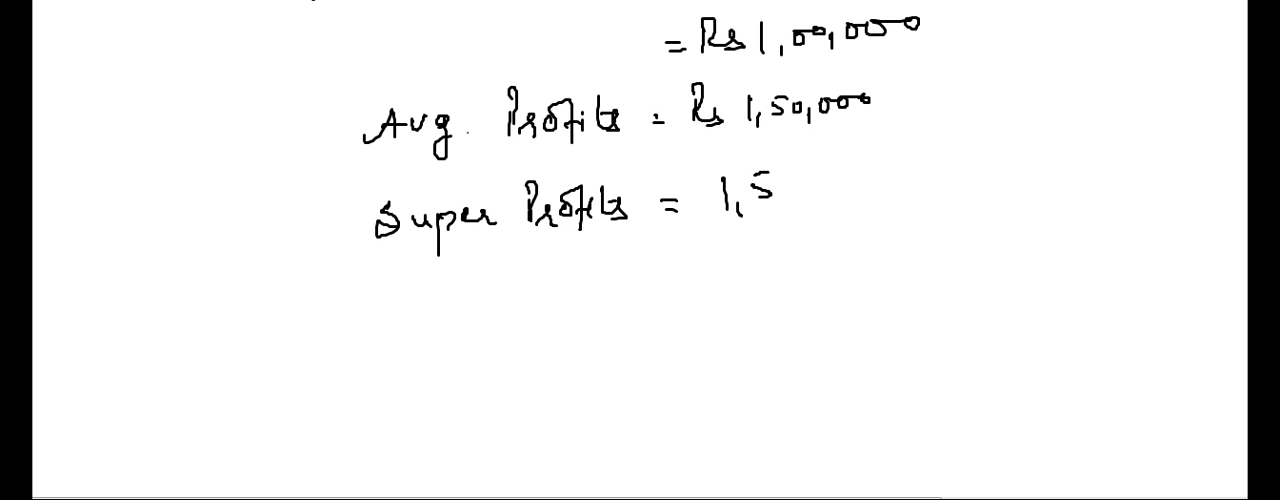 = Rs 1,00,000
Avg. Profits = Rs 1,50,000
Super Profits = 1,5